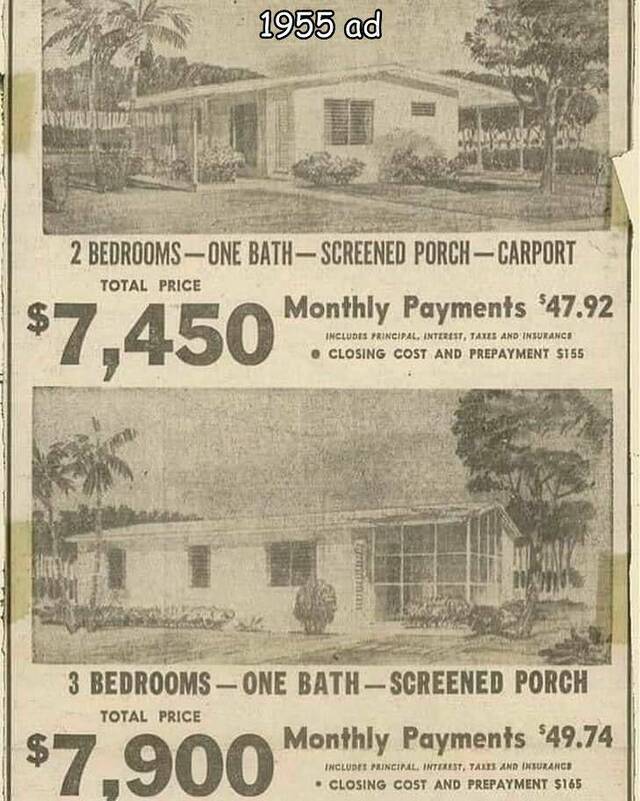 1955 ad
2 BEDROOMS—ONE BATH—SCREENED PORCH—CARPORT
TOTAL PRICE
$7,450
Monthly Payments $47.92
INCLUDES PRINCIPAL, INTEREST, TAXES AND INSURANCE
• CLOSING COST AND PREPAYMENT $155
3 BEDROOMS—ONE BATH—SCREENED PORCH
TOTAL PRICE
$7,900
Monthly Payments $49.74
INCLUDES PRINCIPAL, INTEREST, TAXES AND INSURANCE
• CLOSING COST AND PREPAYMENT $165